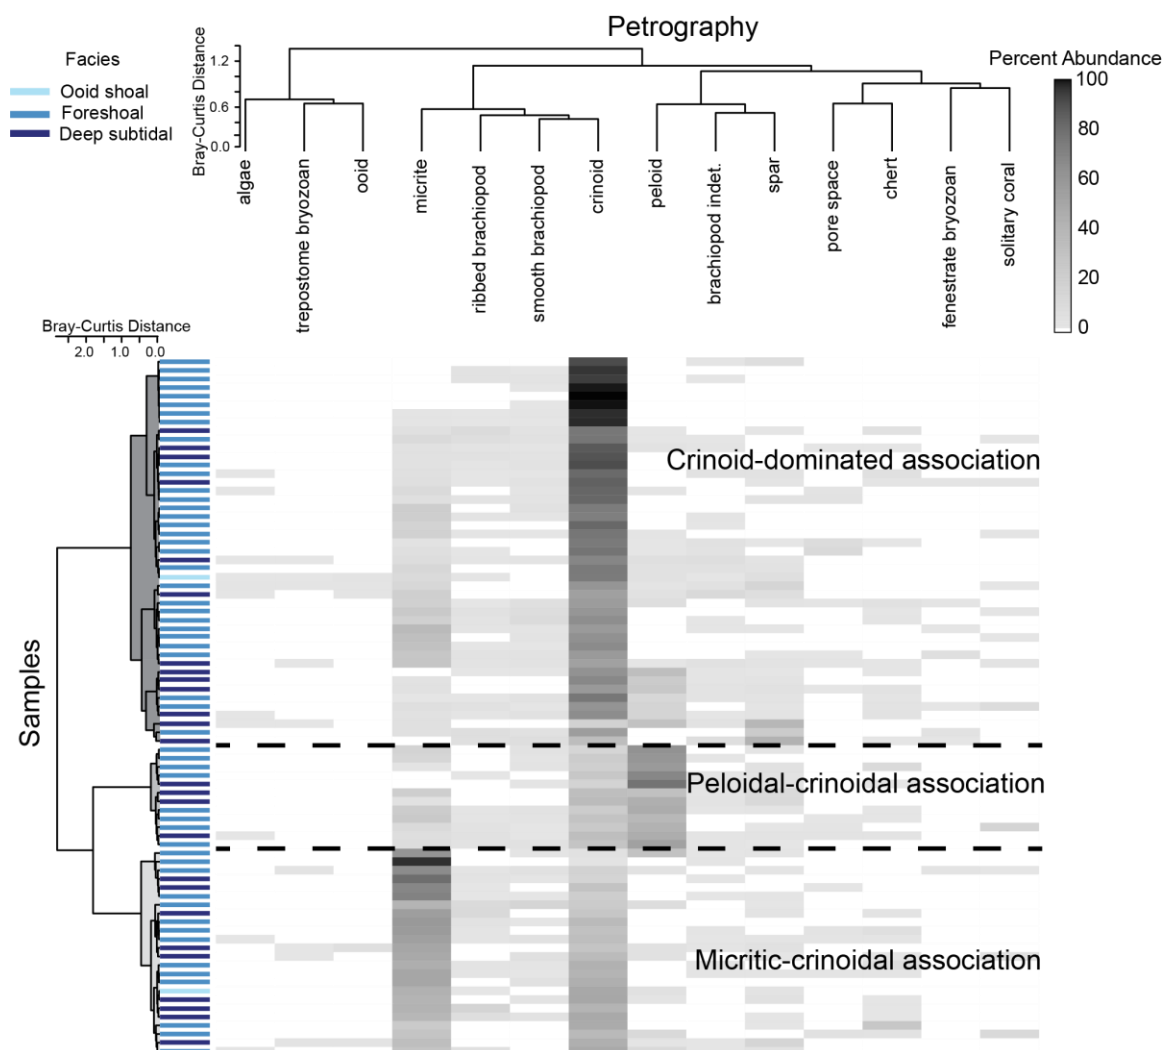 Petrography
Facies
Ooid shoal
Foreshoal
Deep subtidal
Bray-Curtis Distance
1.2
0.6
0.0
algae
trepostome bryozoan
ooid
micrite
ribbed brachiopod
smooth brachiopod
crinoid
peloid
brachiopod indet.
spar
pore space
chert
fenestrate bryozoan
solitary coral
Percent Abundance
100
80
60
40
20
0
Bray-Curtis Distance
2.0 1.0 0.0
Samples
Crinoid-dominated association
Peloidal-crinoidal association
Micritic-crinoidal association